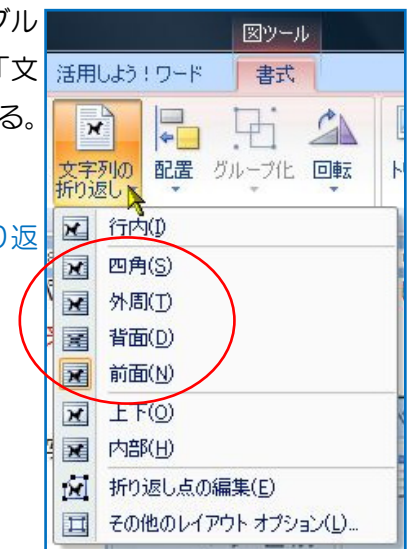 ブル
「文
る。
り返
図ツール
活用しよう！ワード 書式
文字列の折り返し 配置 グループ化 回転 ト
行内(I)
四角(S)
外周(T)
背面(D)
前面(N)
上下(O)
内部(H)
折り返し点の編集(E)
その他のレイアウト オプション(L)...